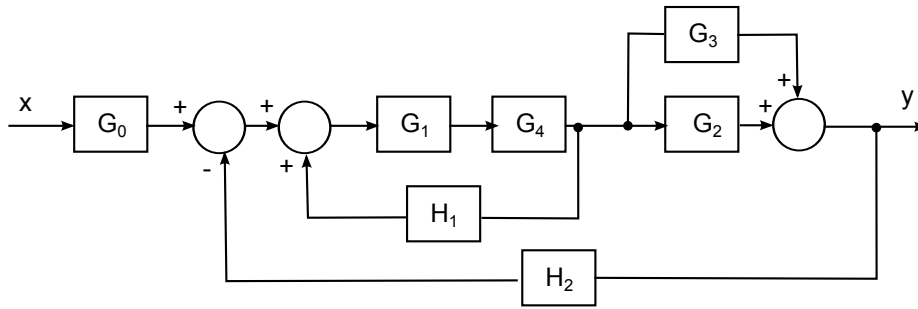 G₃
x
+
+
+
+
y
G₀
G₁
G₄
G₂
-
+
H₁
H₂